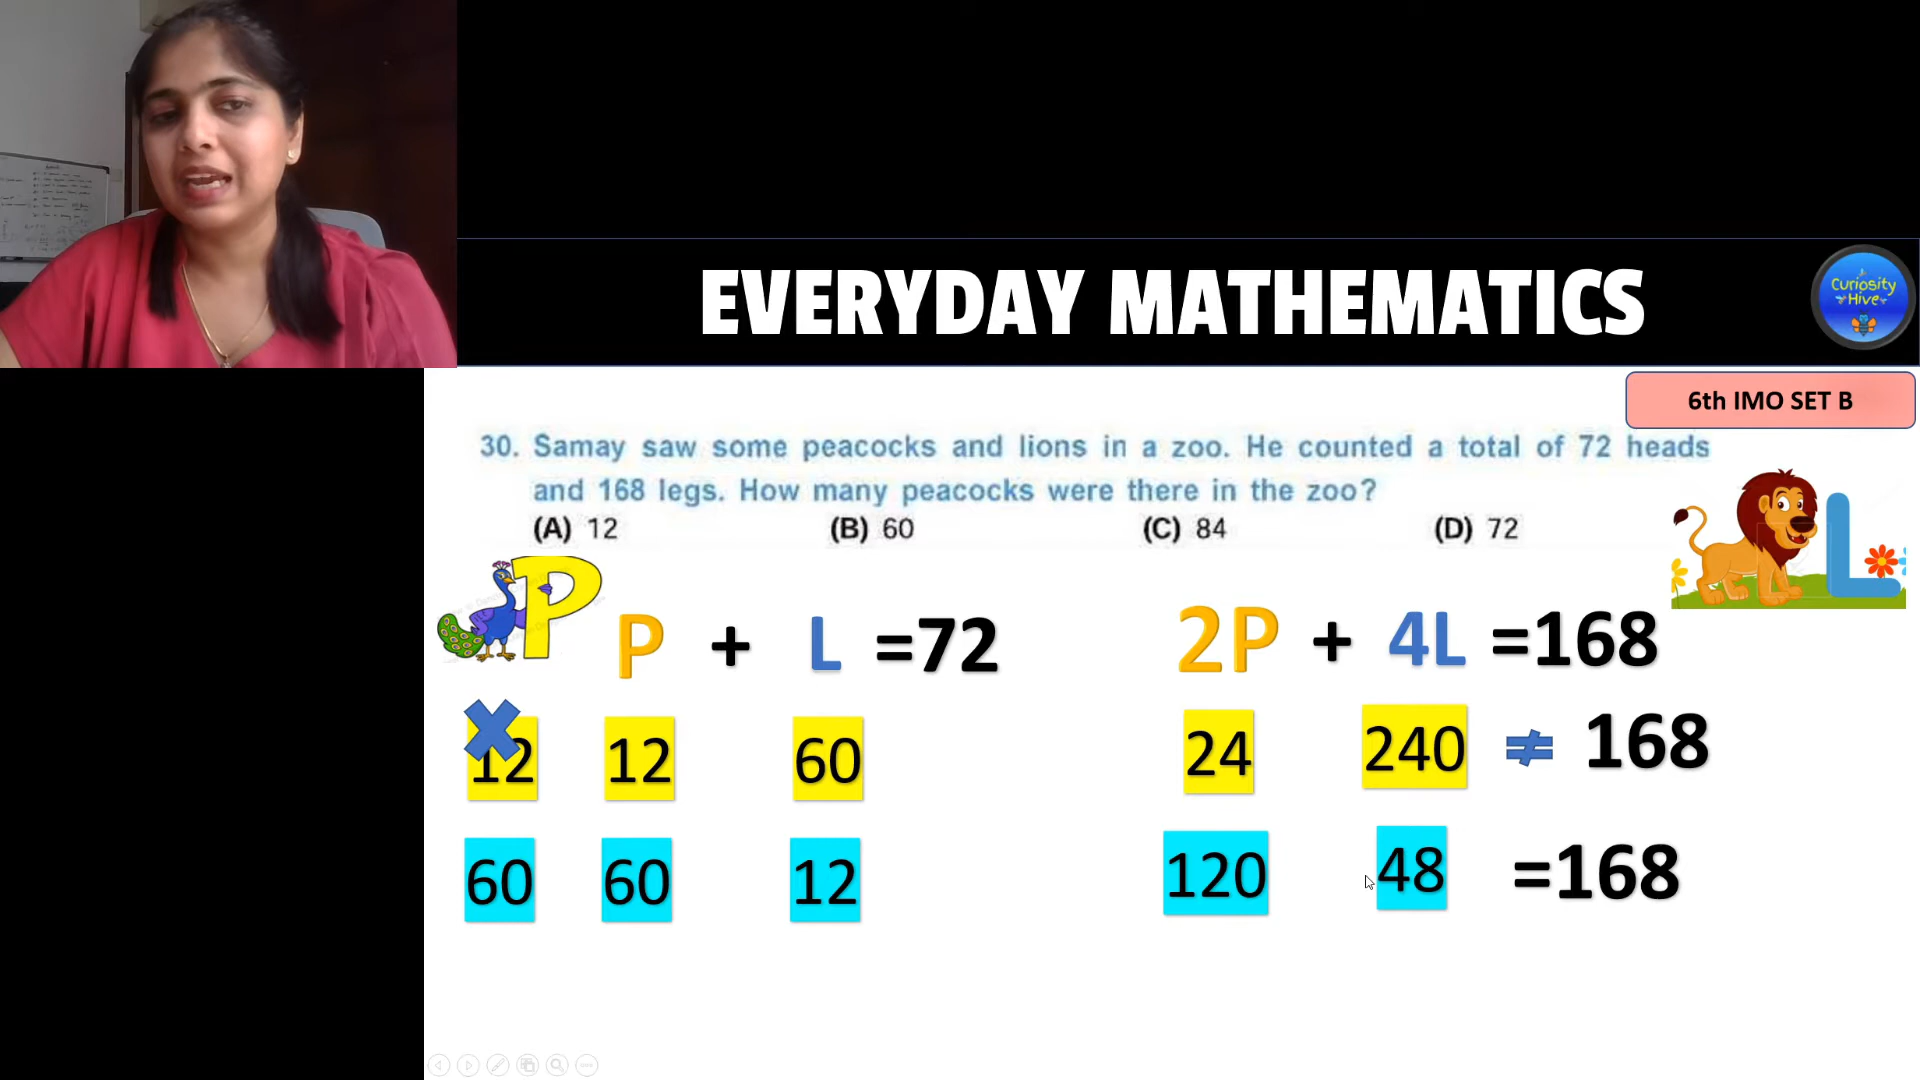 EVERYDAY MATHEMATICS
Curiosity
Hive
6th IMO SET B
30. Samay saw some peacocks and lions in a zoo. He counted a total of 72 heads
and 168 legs. How many peacocks were there in the zoo?
(A) 12 (B) 60 (C) 84 (D) 72
P
L
P + L =72
2P + 4L =168
12 12 60 24 240 ≠ 168
60 60 12 120 48 =168